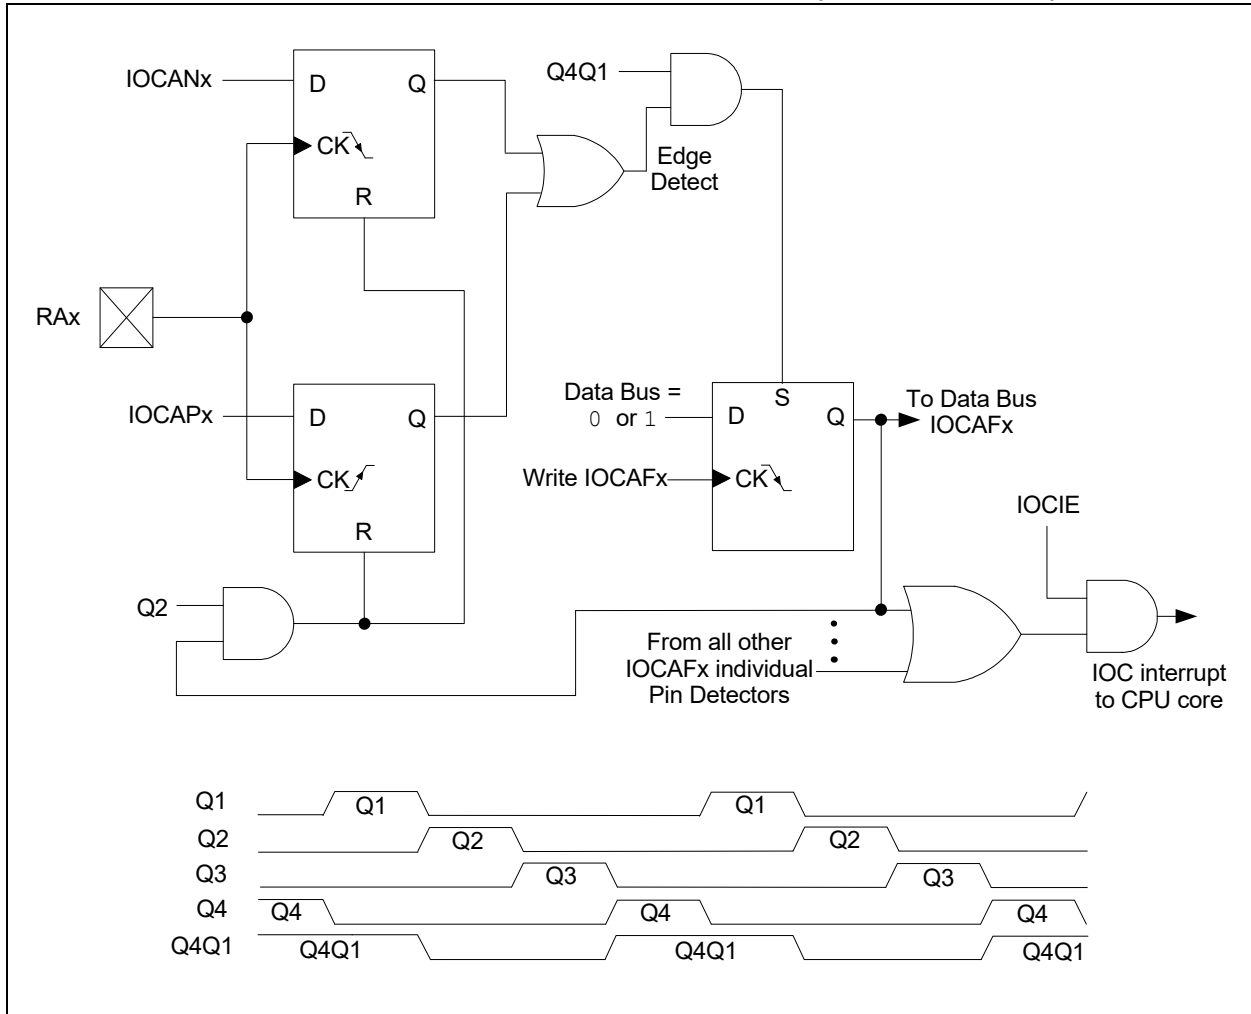 IOCANx
D
Q
CK
R
Q4Q1
Edge
Detect
RAx
IOCAPx
D
Q
CK
R
Q2
Data Bus =
0 or 1
D
S
Q
Write IOCAFx
CK
To Data Bus
IOCAFx
IOCIE
From all other
IOCAFx individual
Pin Detectors
IOC interrupt
to CPU core
Q1
Q1
Q1
Q2
Q2
Q2
Q3
Q3
Q3
Q4
Q4
Q4
Q4
Q4Q1
Q4Q1
Q4Q1
Q4Q1